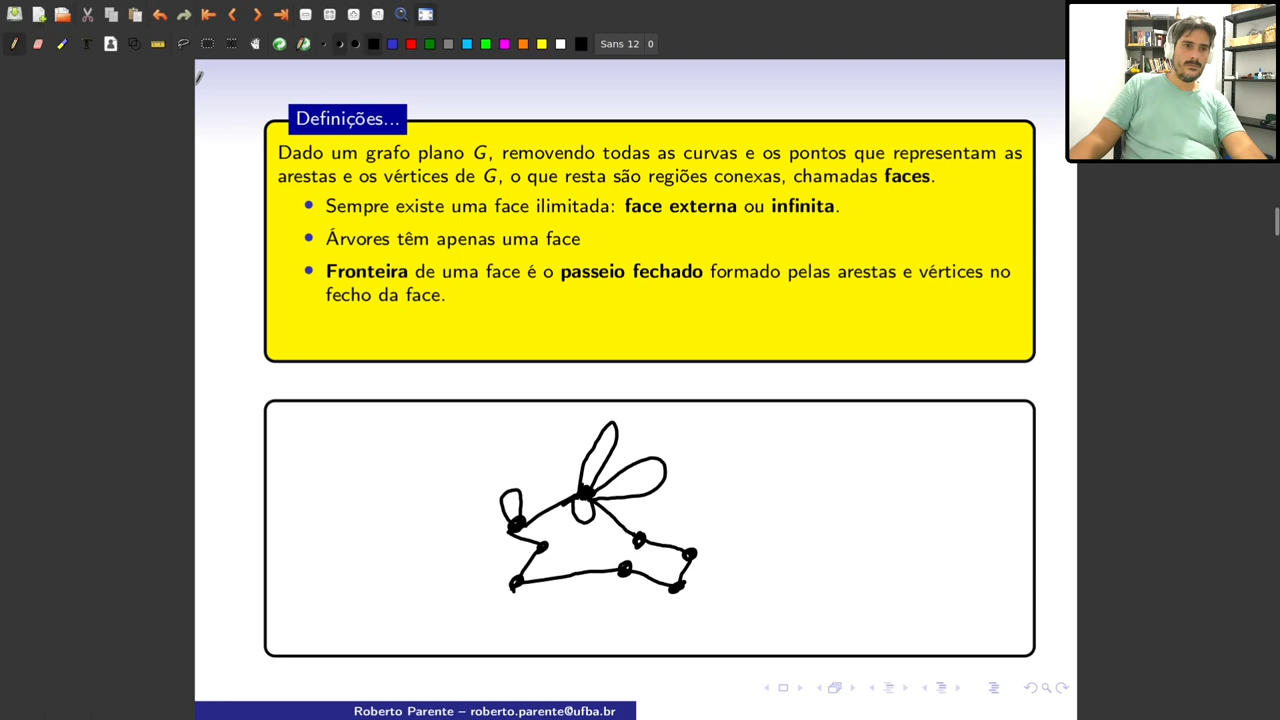 Sans 12 0
Definições...
Dado um grafo plano G, removendo todas as curvas e os pontos que representam as
arestas e os vértices de G, o que resta são regiões conexas, chamadas faces.
• Sempre existe uma face ilimitada: face externa ou infinita.
• Árvores têm apenas uma face
• Fronteira de uma face é o passeio fechado formado pelas arestas e vértices no
fecho da face.
Roberto Parente – roberto.parente@ufba.br